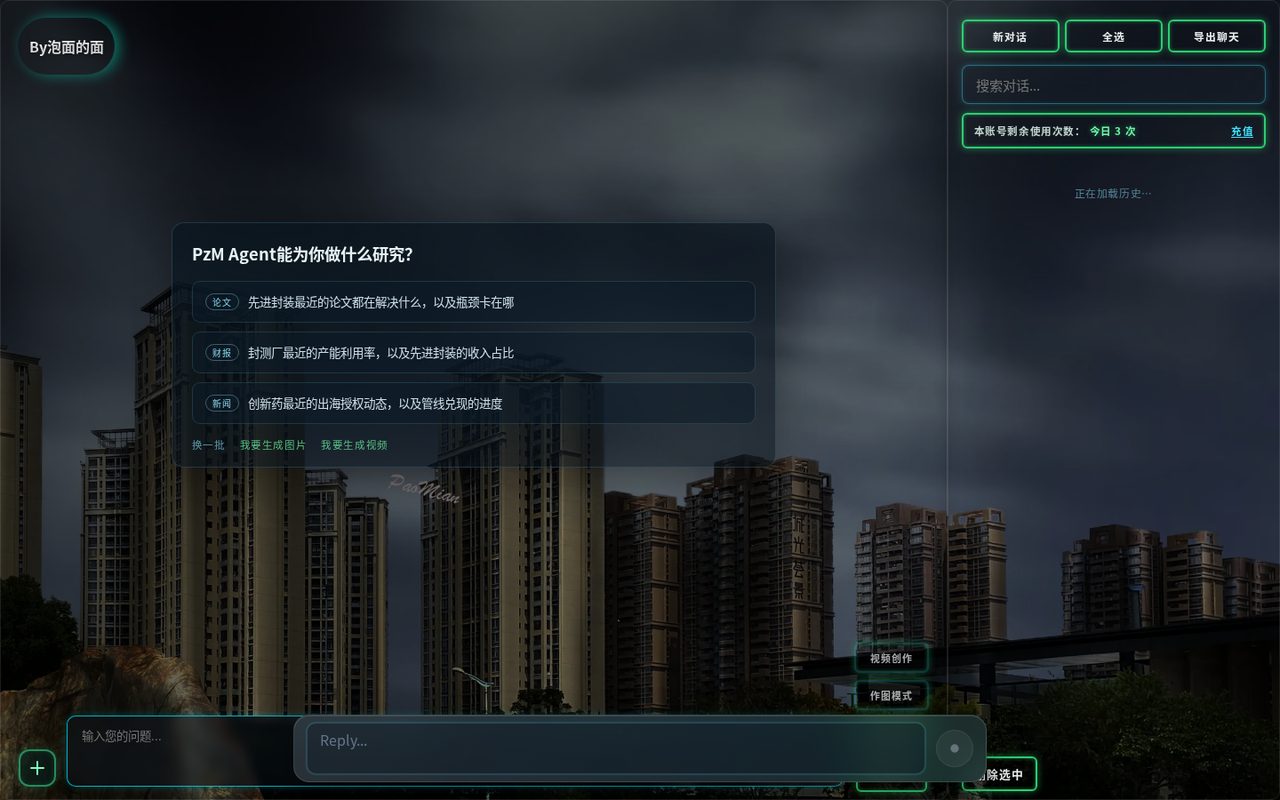 By泡面的面
新对话
全选
导出聊天
搜索对话...
本账号剩余使用次数： 今日 3 次
充值
正在加载历史…
PzM Agent能为你做什么研究？
论文 先进封装最近的论文都在解决什么，以及瓶颈卡在哪
财报 封测厂最近的产能利用率，以及先进封装的收入占比
新闻 创新药最近的出海授权动态，以及管线兑现的进度
换一批 我要生成图片 我要生成视频
PaoMian
视频创作
作图模式
输入您的问题...
Reply...
除选中